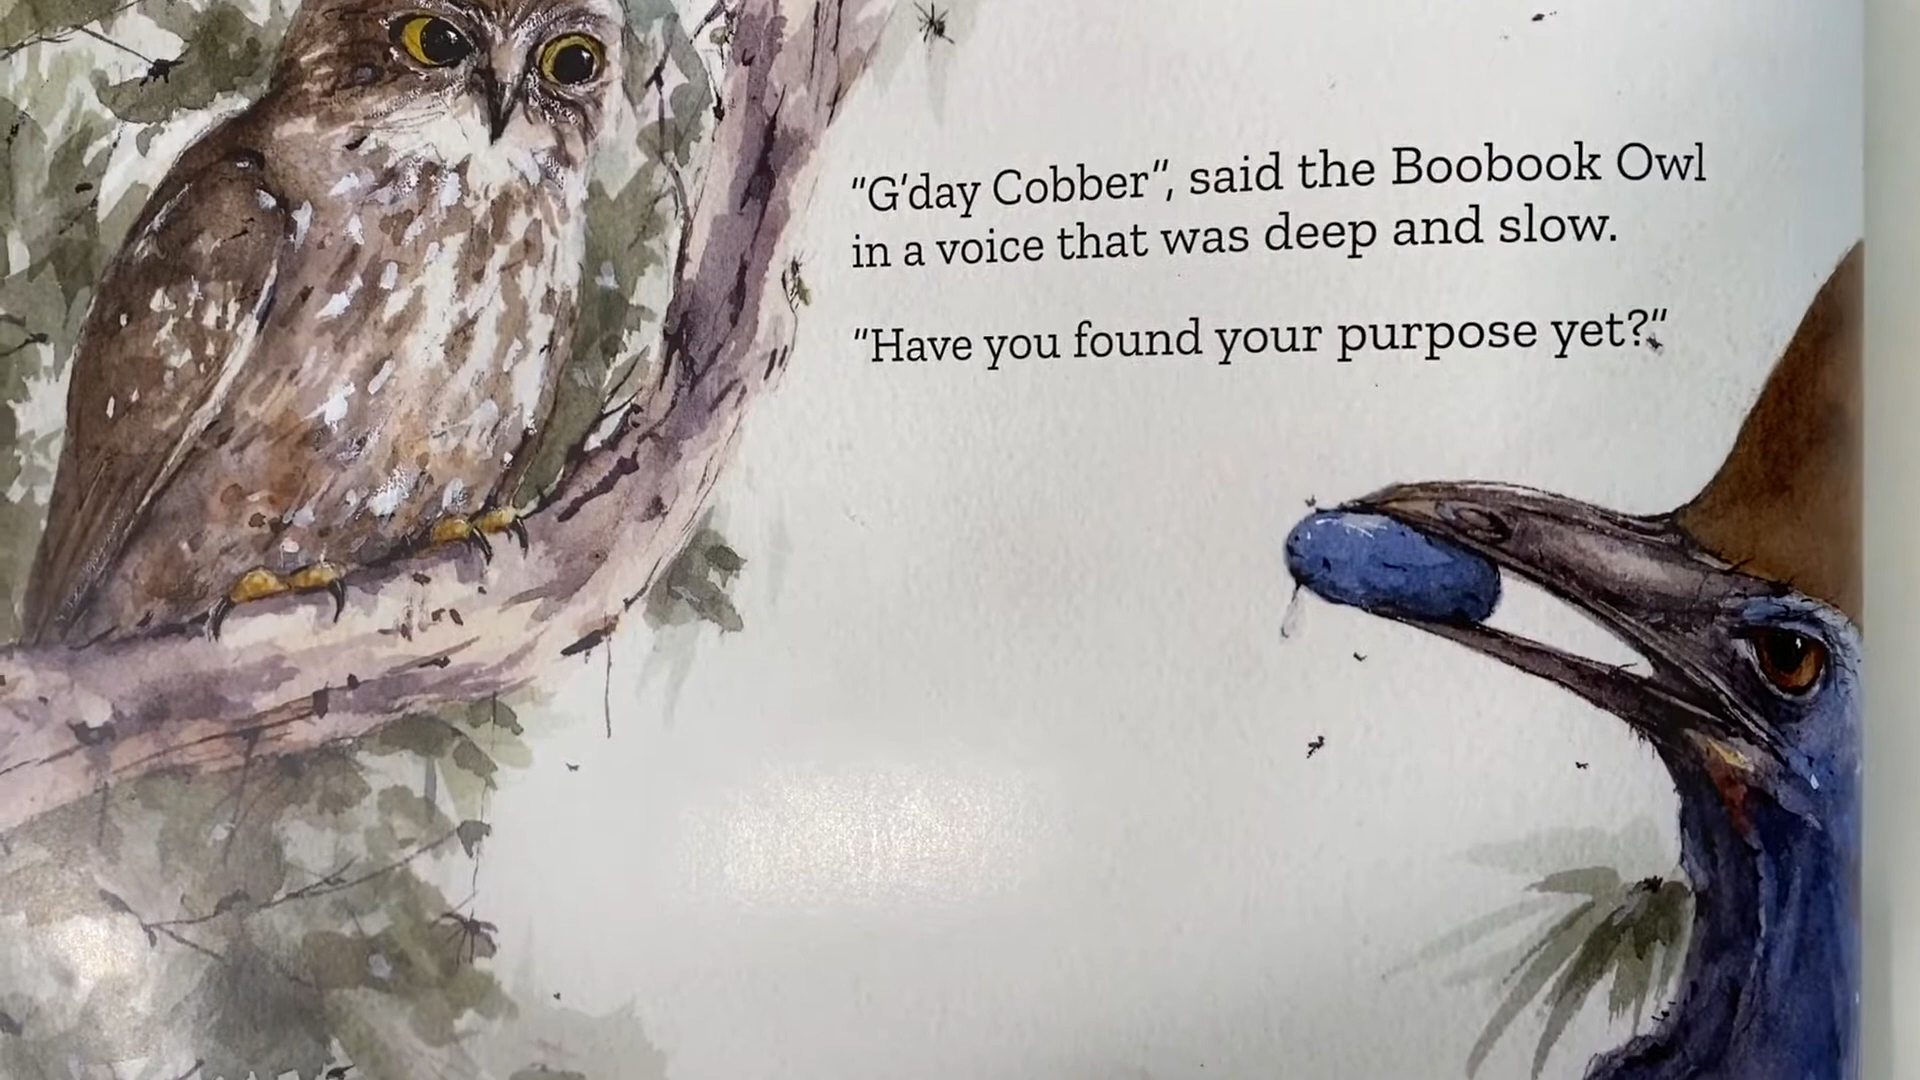 "G'day Cobber", said the Boobook Owl
in a voice that was deep and slow.
"Have you found your purpose yet?"